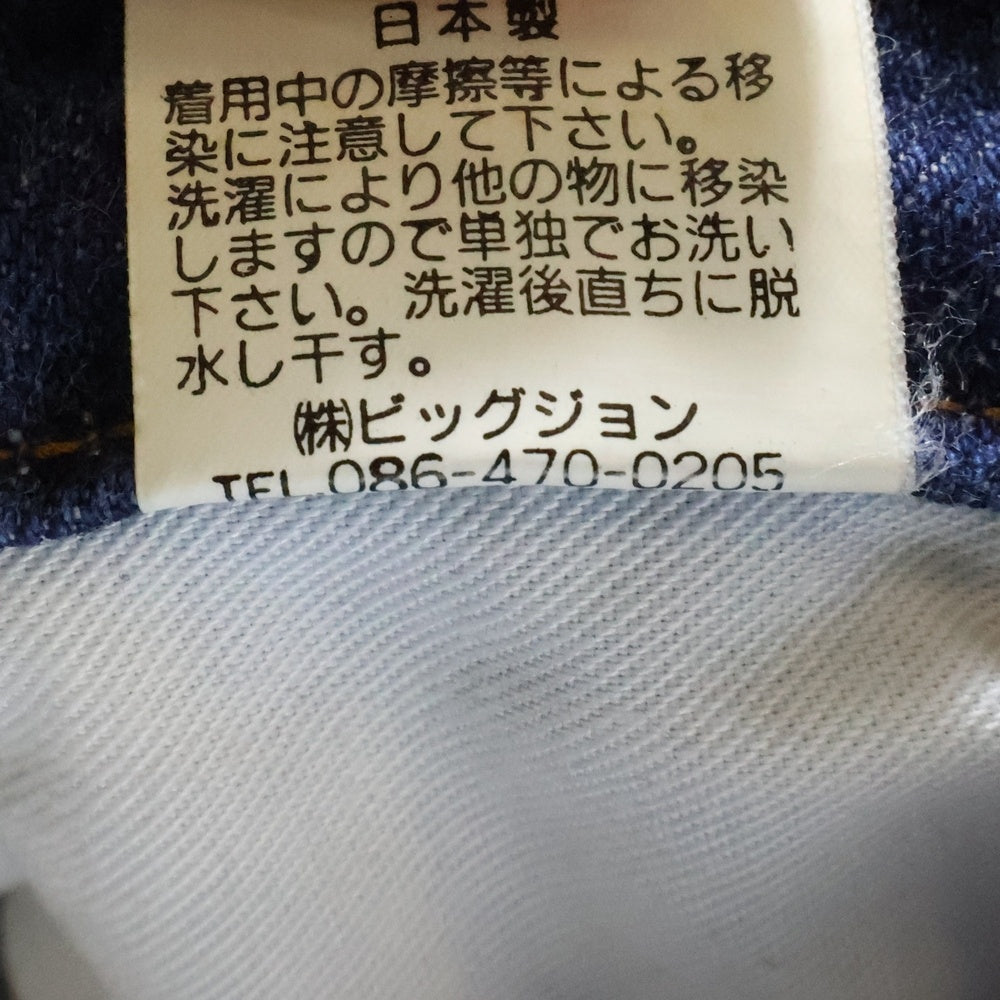 日本製
着用中の摩擦等による移
染に注意して下さい。
洗濯により他の物に移染
しますので単独でお洗い
下さい。洗濯後直ちに脱
水し干す。
㈱ビッグジョン
TEL.086-470-0205